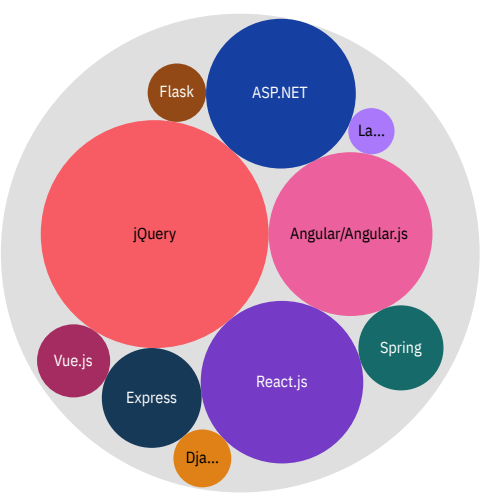 Flask
ASP.NET
La...
jQuery
Angular/Angular.js
Vue.js
Spring
React.js
Express
Dja...